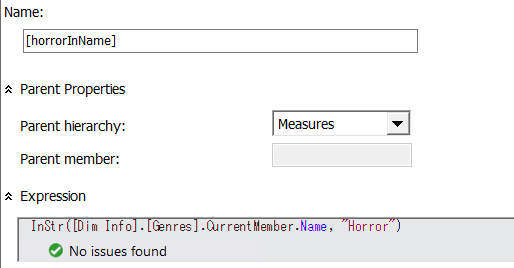 Name:
[horrorInName]
Parent Properties
Parent hierarchy:
Measures
Parent member:
Expression
InStr([Dim Info].[Genres].CurrentMember.Name, "Horror")
No issues found